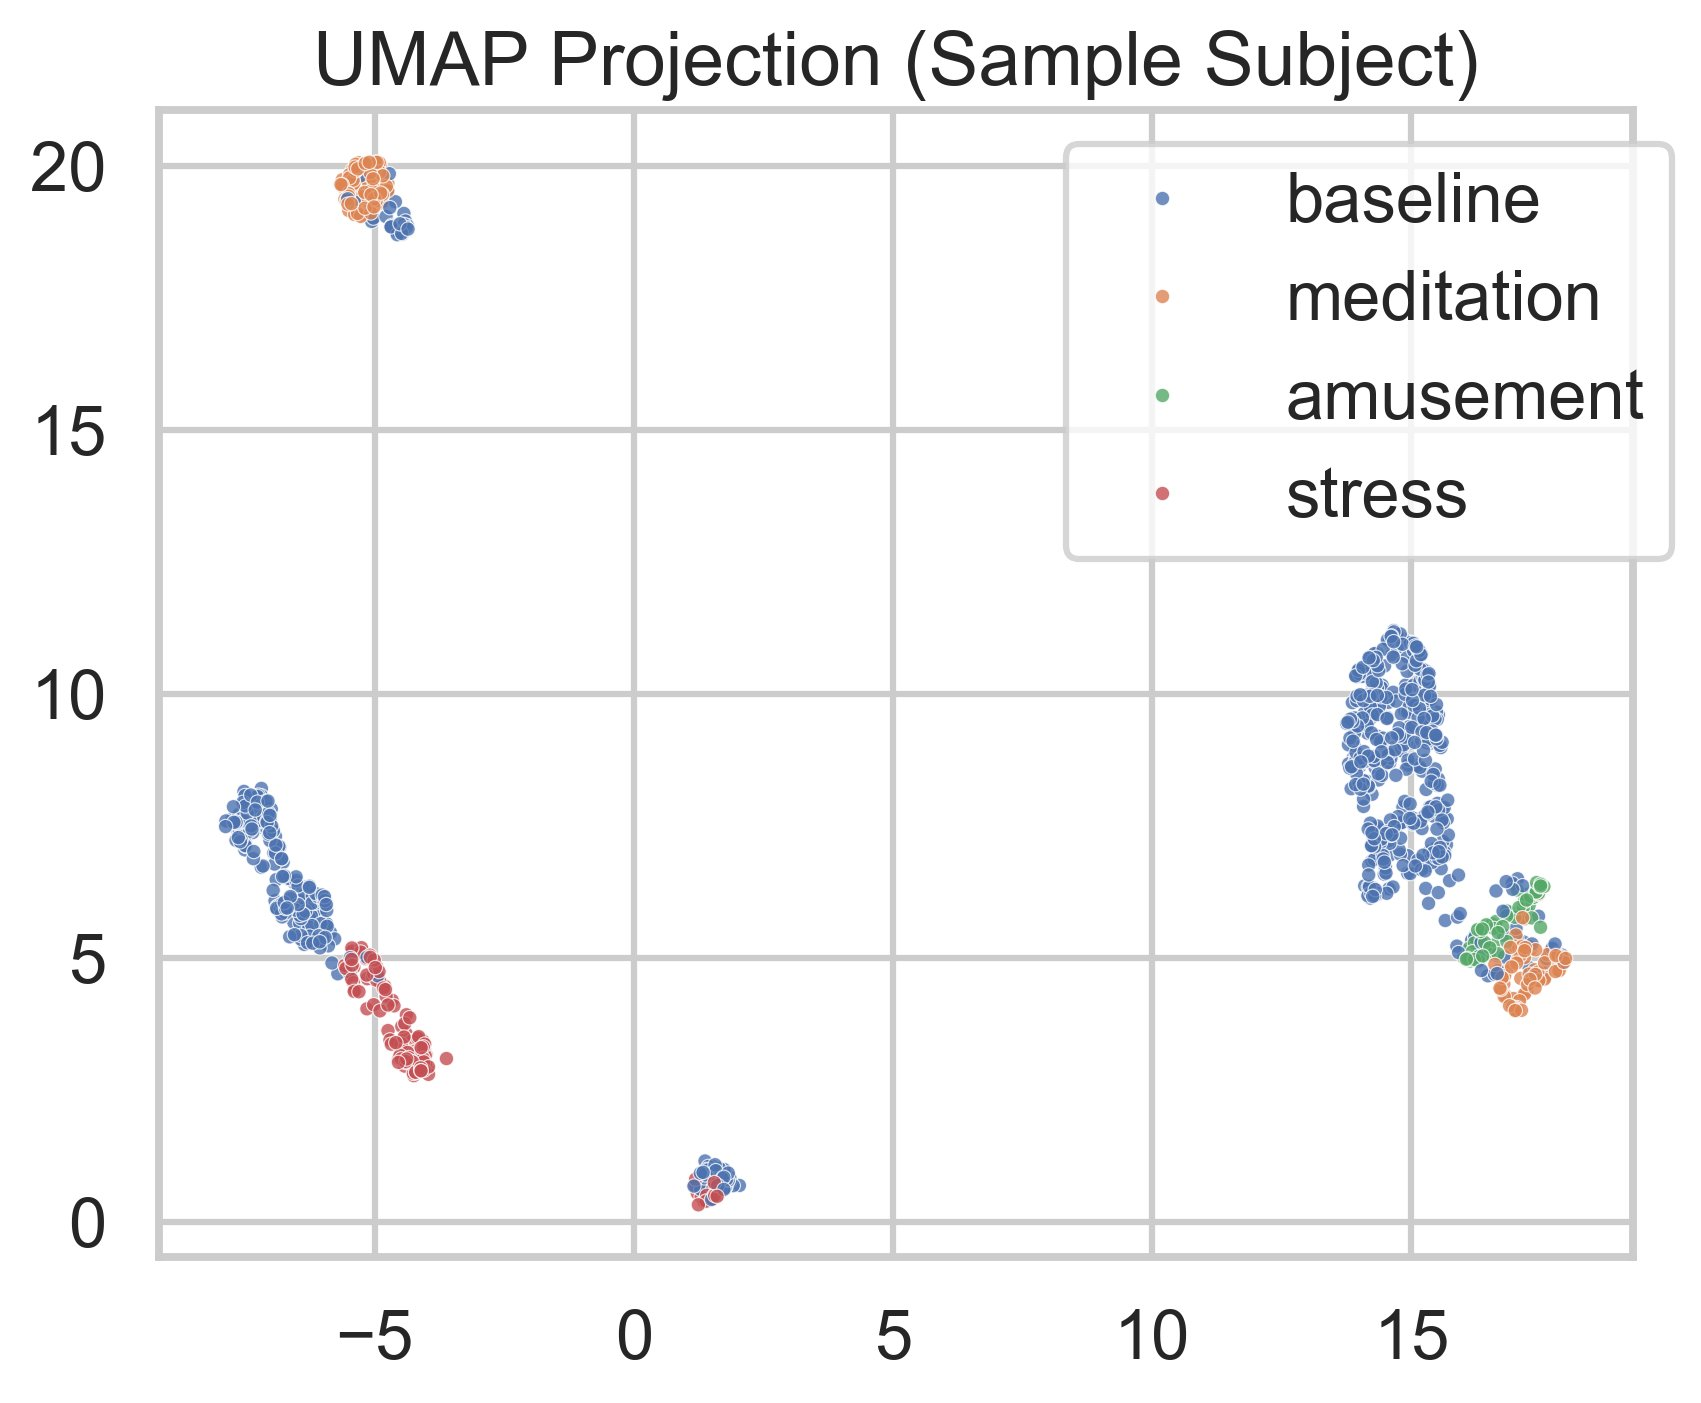 UMAP Projection (Sample Subject)
baseline
meditation
amusement
stress
20
15
10
5
0
−5 0 5 10 15